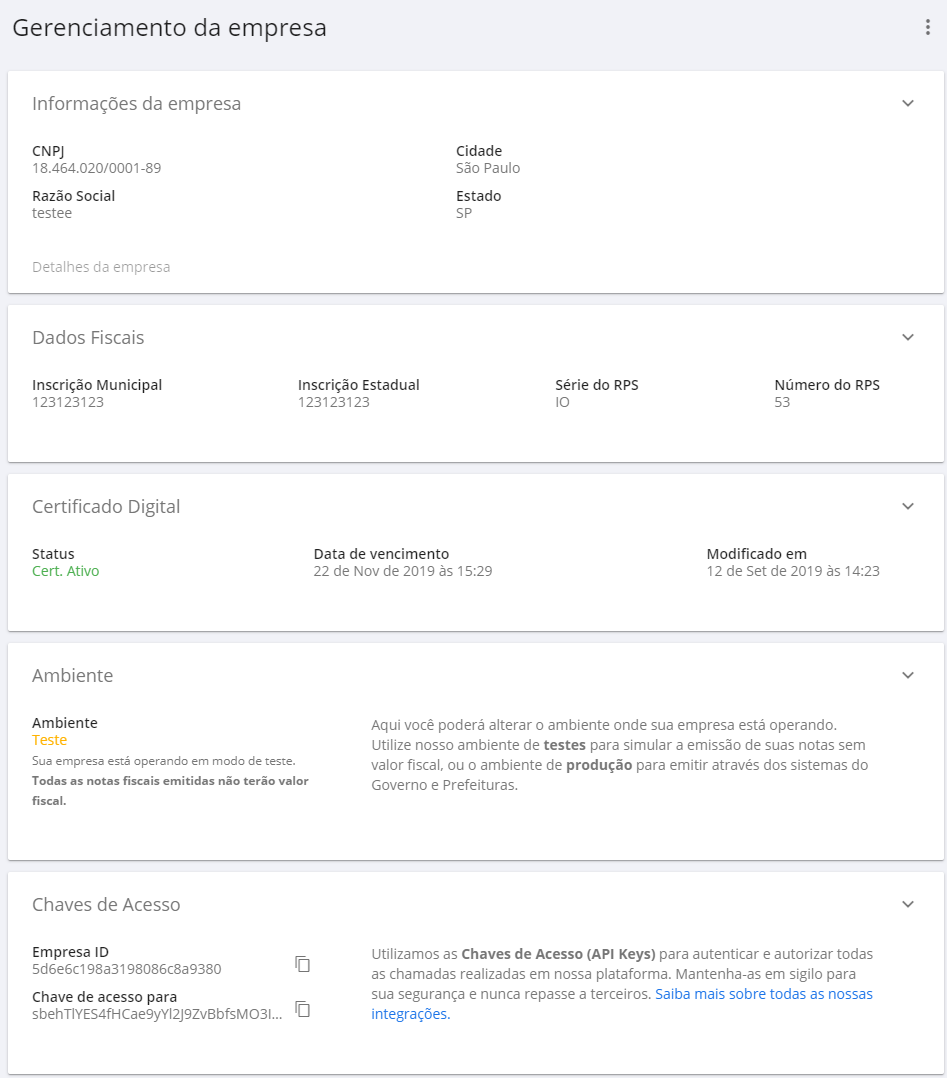 Gerenciamento da empresa
Informações da empresa
CNPJ
18.464.020/0001-89
Cidade
São Paulo
Razão Social
testee
Estado
SP
Detalhes da empresa
Dados Fiscais
Inscrição Municipal
123123123
Inscrição Estadual
123123123
Série do RPS
IO
Número do RPS
53
Certificado Digital
Status
Cert. Ativo
Data de vencimento
22 de Nov de 2019 às 15:29
Modificado em
12 de Set de 2019 às 14:23
Ambiente
Ambiente
Teste
Sua empresa está operando em modo de teste.
Todas as notas fiscais emitidas não terão valor
fiscal.
Aqui você poderá alterar o ambiente onde sua empresa está operando.
Utilize nosso ambiente de testes para simular a emissão de suas notas sem
valor fiscal, ou o ambiente de produção para emitir através dos sistemas do
Governo e Prefeituras.
Chaves de Acesso
Empresa ID
5d6e6c198a3198086c8a9380
Chave de acesso para
sbehTlYES4fHCae9yYl2J9ZvBbfsMO3I...
Utilizamos as Chaves de Acesso (API Keys) para autenticar e autorizar todas
as chamadas realizadas em nossa plataforma. Mantenha-as em sigilo para
sua segurança e nunca repasse a terceiros. Saiba mais sobre todas as nossas
integrações.